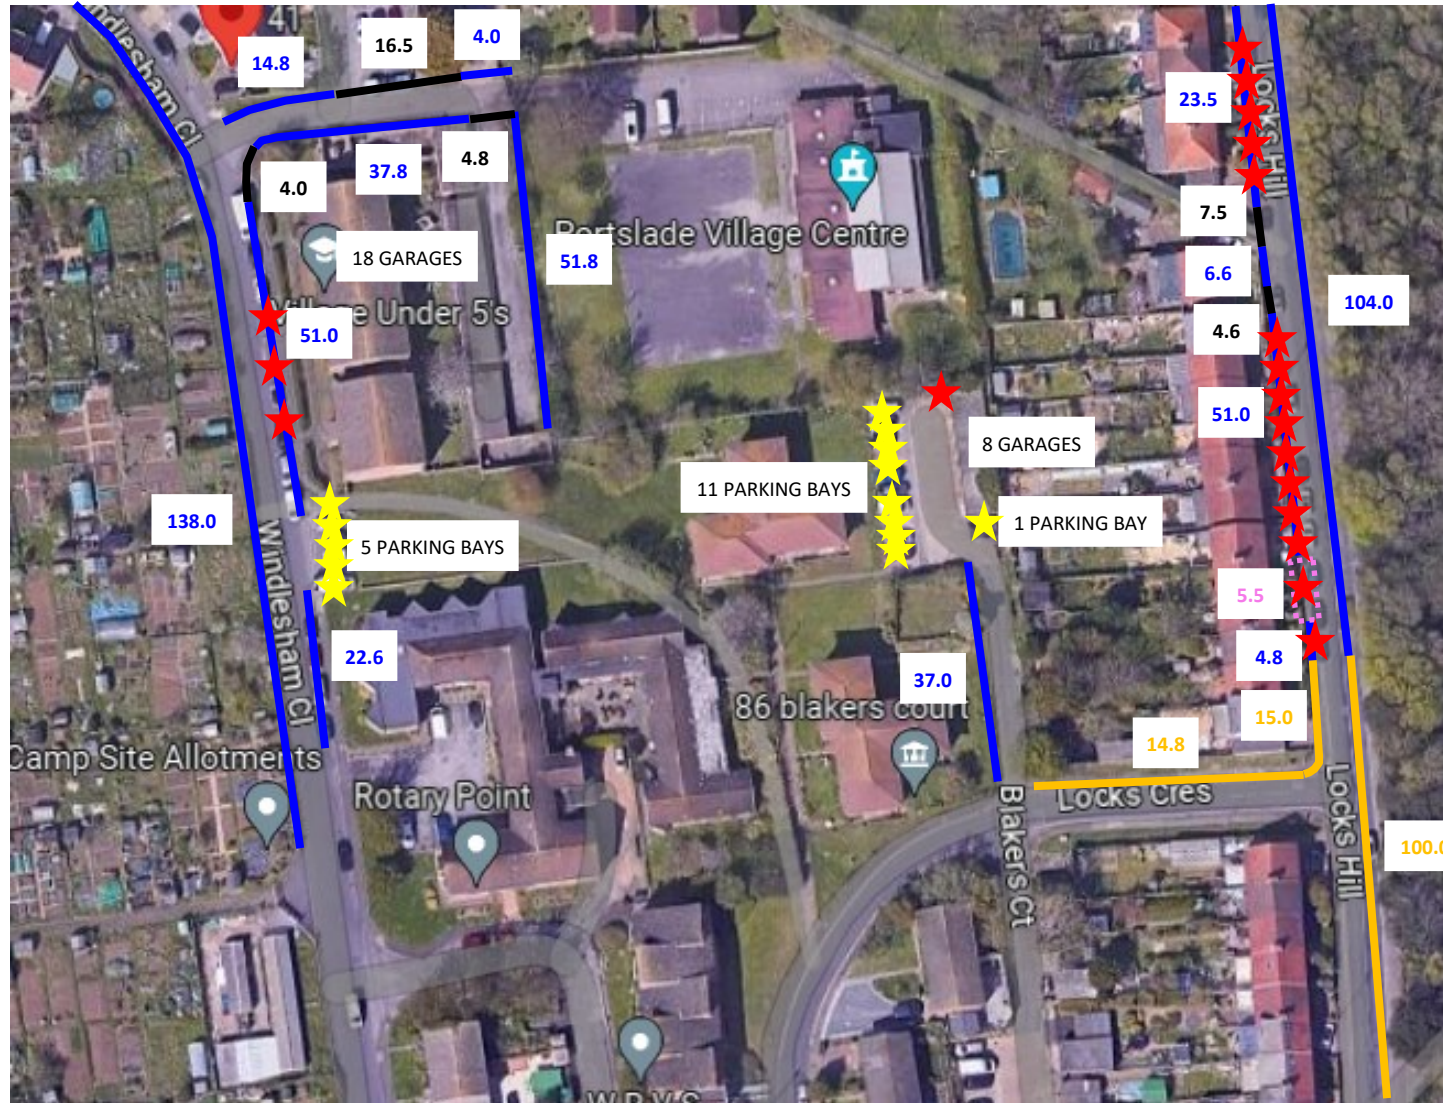 41
4.0
16.5
14.8
ndlesham Cl
23.5
Locks Hill
4.8
37.8
4.0
7.5
Portslade Village Centre
18 GARAGES
51.8
6.6
104.0
Village Under 5's
51.0
4.6
51.0
8 GARAGES
11 PARKING BAYS
138.0
1 PARKING BAY
5 PARKING BAYS
Windlesham Cl
5.5
22.6
4.8
37.0
86 blakers court
15.0
14.8
Camp Site Allotments
Rotary Point
Locks Cres
Blakers Ct
Locks Hill
100.0
W R V S